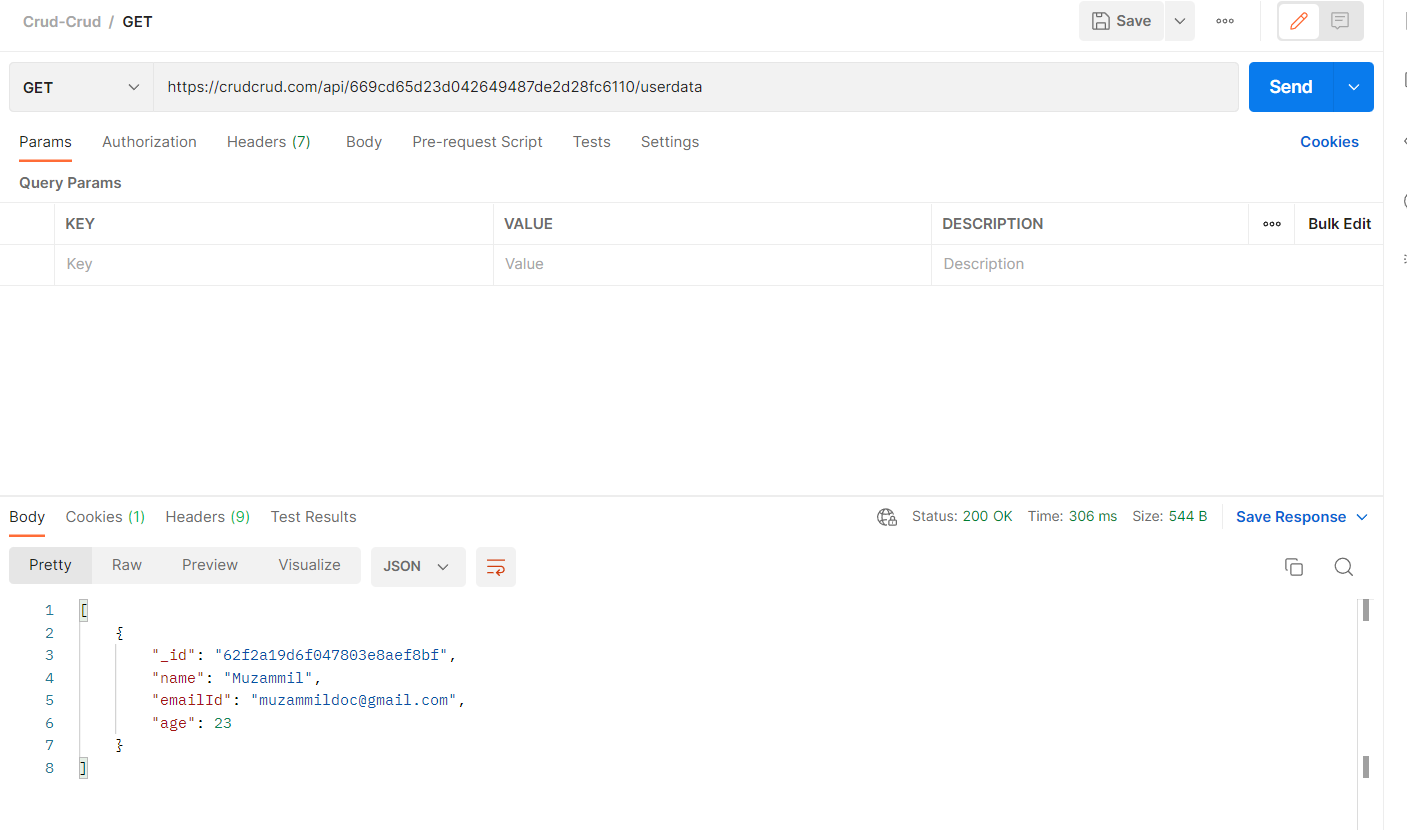 Crud-Crud / GET
Save
GET
https://crudcrud.com/api/669cd65d23d042649487de2d28fc6110/userdata
Send
Params Authorization Headers (7) Body Pre-request Script Tests Settings Cookies
Query Params
KEY VALUE DESCRIPTION Bulk Edit
Key Value Description
Body Cookies (1) Headers (9) Test Results Status: 200 OK Time: 306 ms Size: 544 B Save Response
Pretty Raw Preview Visualize JSON
1 [
2 {
3 "_id": "62f2a19d6f047803e8aef8bf",
4 "name": "Muzammil",
5 "emailId": "muzammildoc@gmail.com",
6 "age": 23
7 }
8 ]